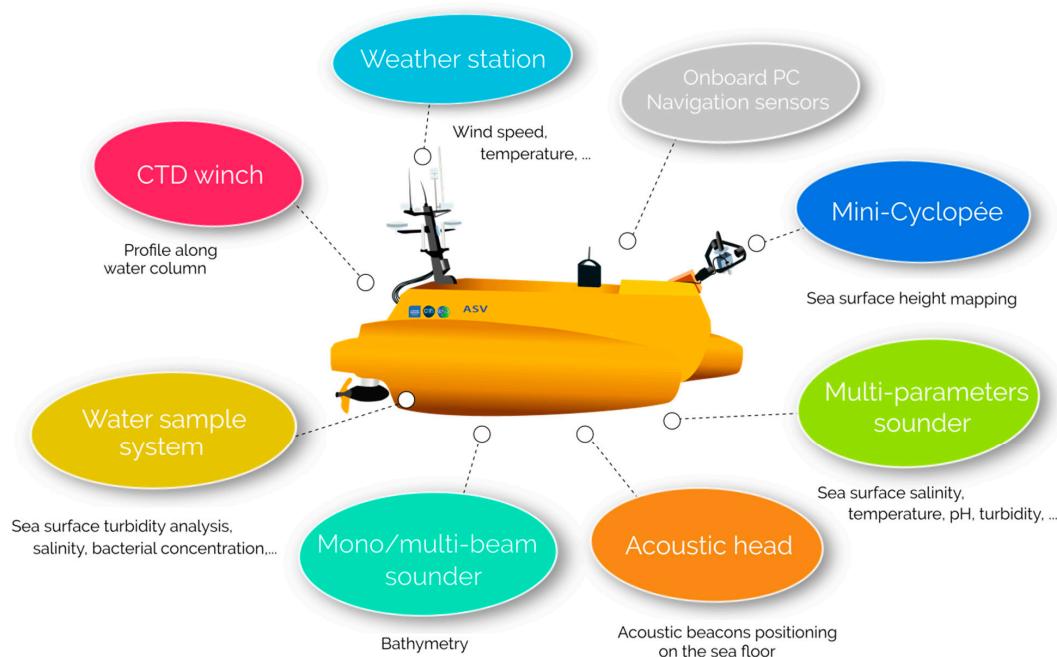 Weather station
Wind speed,
temperature, ...
Onboard PC
Navigation sensors
CTD winch
Profile along
water column
Mini-Cyclopée
Sea surface height mapping
ASV
Water sample
system
Sea surface turbidity analysis,
salinity, bacterial concentration,...
Multi-parameters
sounder
Sea surface salinity,
temperature, pH, turbidity, ...
Mono/multi-beam
sounder
Bathymetry
Acoustic head
Acoustic beacons positioning
on the sea floor